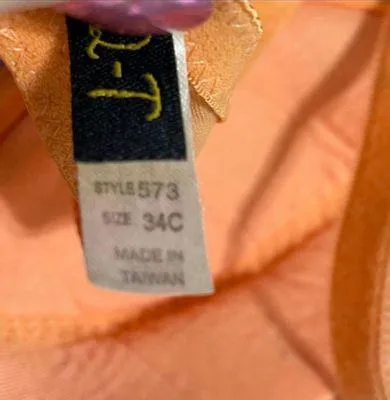 STYLE 573
SIZE 34C
MADE IN
TAIWAN